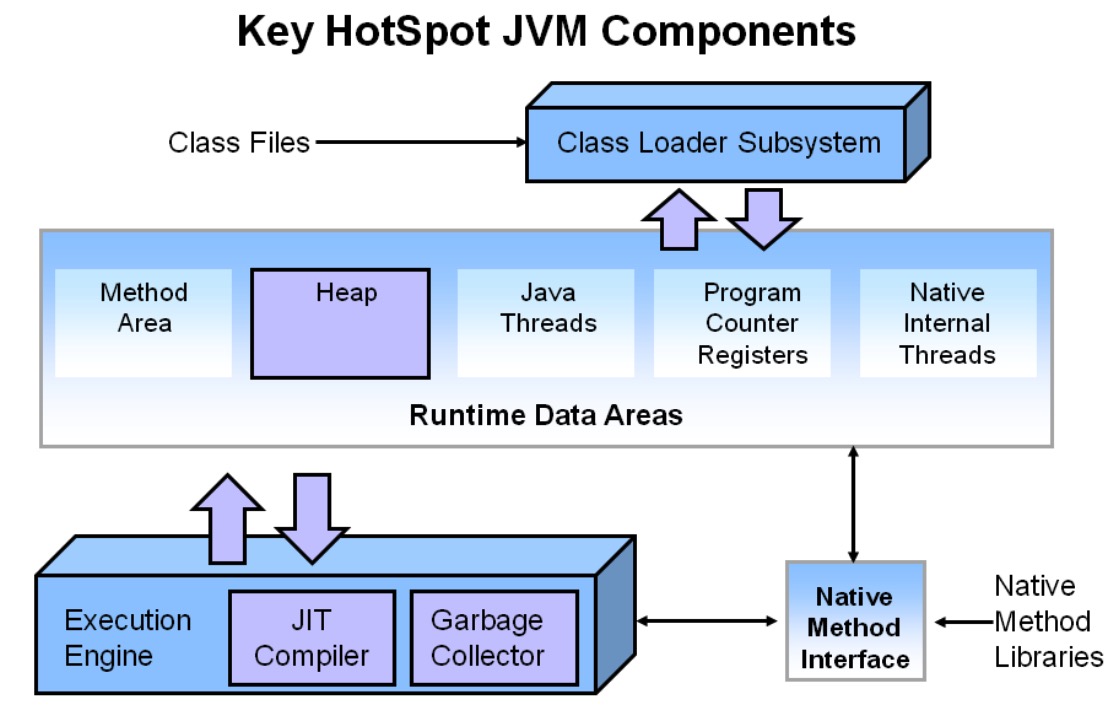 Key HotSpot JVM Components
Class Files
Class Loader Subsystem
Method
Area
Heap
Java
Threads
Program
Counter
Registers
Native
Internal
Threads
Runtime Data Areas
Execution
Engine
JIT
Compiler
Garbage
Collector
Native
Method
Interface
Native
Method
Libraries